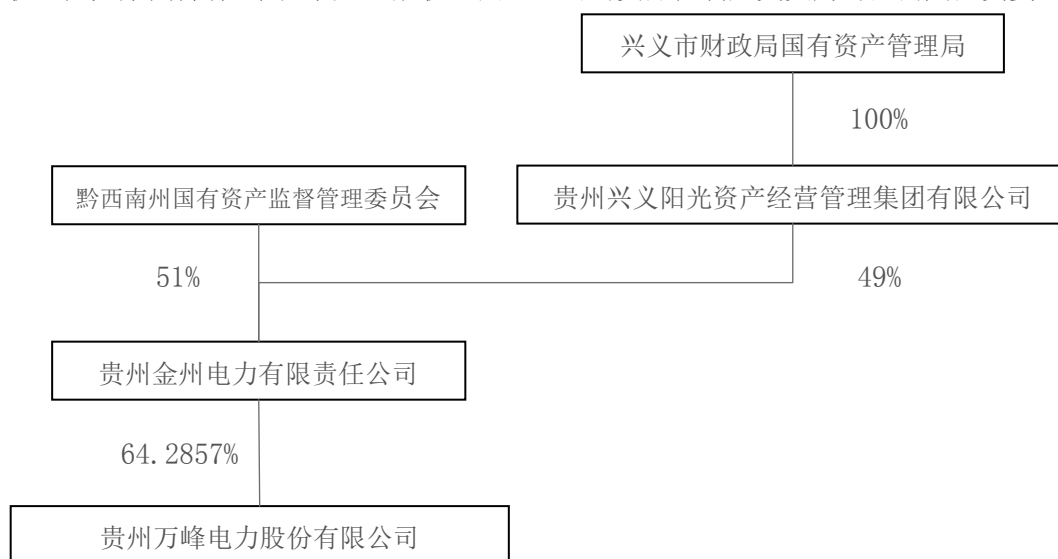 兴义市财政局国有资产管理局
100%
黔西南州国有资产监督管理委员会
贵州兴义阳光资产经营管理集团有限公司
51%
49%
贵州金州电力有限责任公司
64.2857%
贵州万峰电力股份有限公司